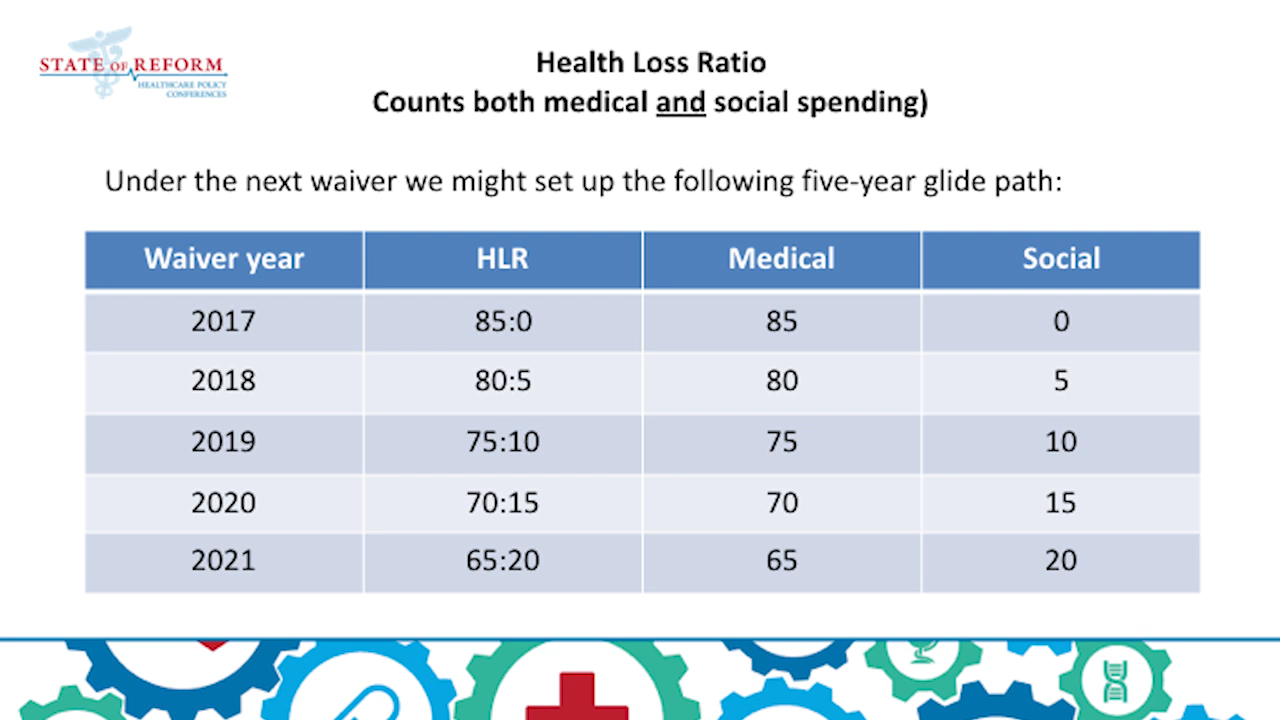 STATE OF REFORM
HEALTHCARE POLICY
CONFERENCES
Health Loss Ratio
Counts both medical and social spending)
Under the next waiver we might set up the following five-year glide path:
Waiver year HLR Medical Social
2017 85:0 85 0
2018 80:5 80 5
2019 75:10 75 10
2020 70:15 70 15
2021 65:20 65 20